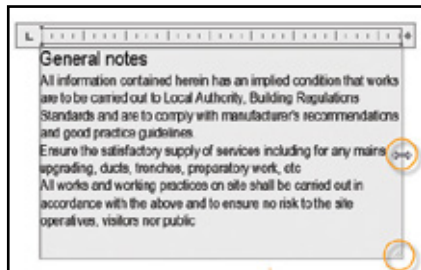 General notes
All information contained herein has an implied condition that works
are to be carried out to Local Authority, Building Regulations
Standards and are to comply with manufacturer's recommendations
and good practice guidelines
Ensure the satisfactory supply of services including for any mains
upgrading, ducts, trenches, preparatory work, etc
All works and working practices on site shall be carried out in
accordance with the above and to ensure no risk to the site
operatives, visitors nor public